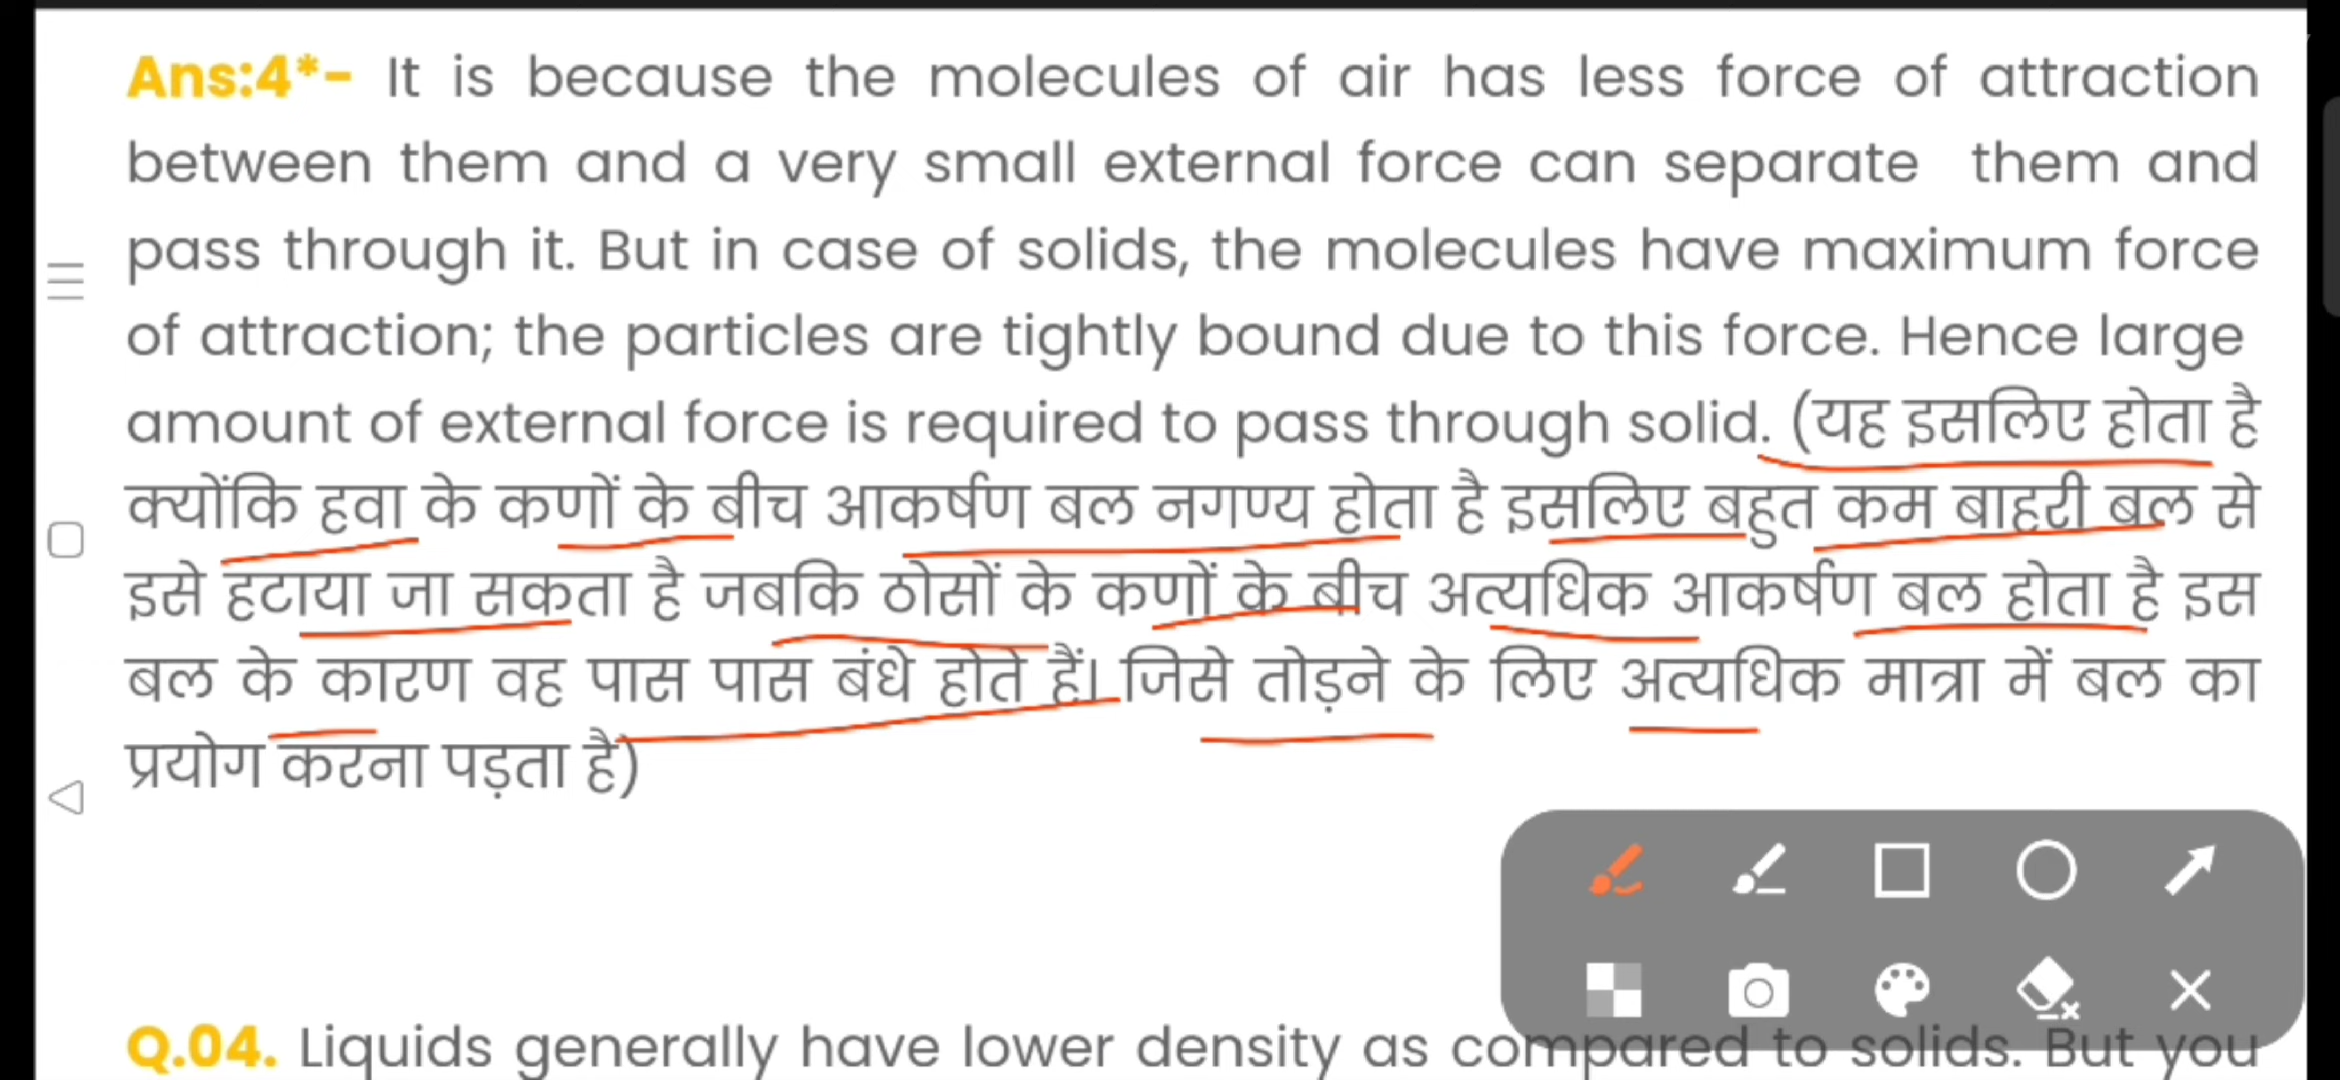 Ans:4*- It is because the molecules of air has less force of attraction
between them and a very small external force can separate them and
pass through it. But in case of solids, the molecules have maximum force
of attraction; the particles are tightly bound due to this force. Hence large
amount of external force is required to pass through solid. (यह इसलिए होता है
क्योंकि हवा के कणों के बीच आकर्षण बल नगण्य होता है इसलिए बहुत कम बाहरी बल से
इसे हटाया जा सकता है जबकि ठोसों के कणों के बीच अत्यधिक आकर्षण बल होता है इस
बल के कारण वह पास पास बंधे होते हैं। जिसे तोड़ने के लिए अत्यधिक मात्रा में बल का
प्रयोग करना पड़ता है)
Q.04. Liquids generally have lower density as compared to solids. But you